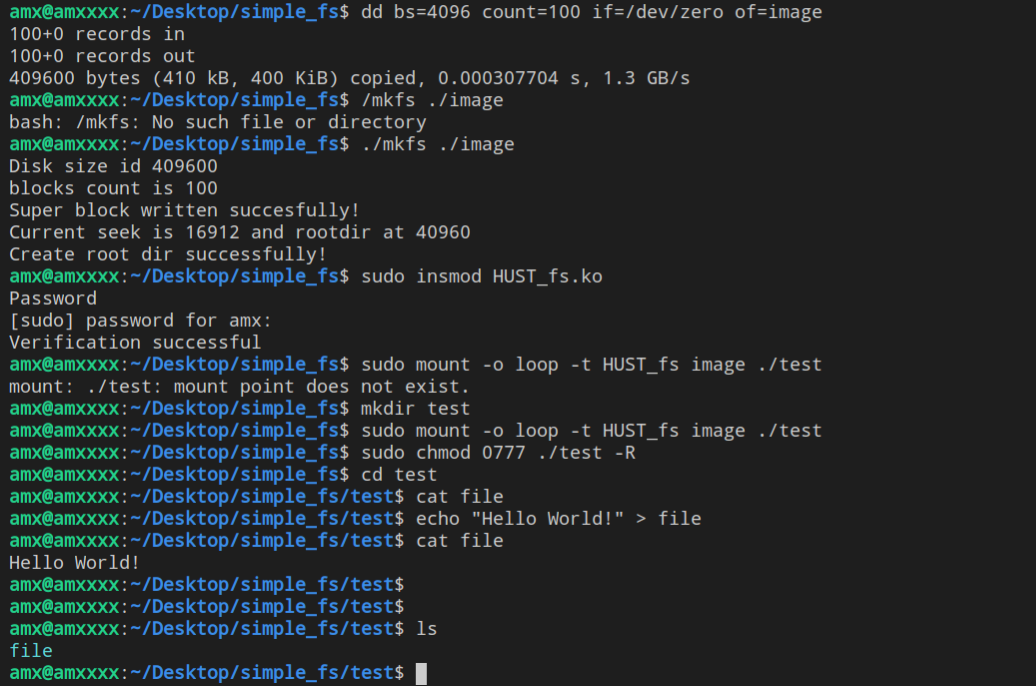 amx@amxxxx:~/Desktop/simple_fs$ dd bs=4096 count=100 if=/dev/zero of=image
100+0 records in
100+0 records out
409600 bytes (410 kB, 400 KiB) copied, 0.000307704 s, 1.3 GB/s
amx@amxxxx:~/Desktop/simple_fs$ /mkfs ./image
bash: /mkfs: No such file or directory
amx@amxxxx:~/Desktop/simple_fs$ ./mkfs ./image
Disk size id 409600
blocks count is 100
Super block written succesfully!
Current seek is 16912 and rootdir at 40960
Create root dir successfully!
amx@amxxxx:~/Desktop/simple_fs$ sudo insmod HUST_fs.ko
Password
[sudo] password for amx:
Verification successful
amx@amxxxx:~/Desktop/simple_fs$ sudo mount -o loop -t HUST_fs image ./test
mount: ./test: mount point does not exist.
amx@amxxxx:~/Desktop/simple_fs$ mkdir test
amx@amxxxx:~/Desktop/simple_fs$ sudo mount -o loop -t HUST_fs image ./test
amx@amxxxx:~/Desktop/simple_fs$ sudo chmod 0777 ./test -R
amx@amxxxx:~/Desktop/simple_fs$ cd test
amx@amxxxx:~/Desktop/simple_fs/test$ cat file
amx@amxxxx:~/Desktop/simple_fs/test$ echo "Hello World!" > file
amx@amxxxx:~/Desktop/simple_fs/test$ cat file
Hello World!
amx@amxxxx:~/Desktop/simple_fs/test$
amx@amxxxx:~/Desktop/simple_fs/test$
amx@amxxxx:~/Desktop/simple_fs/test$ ls
file
amx@amxxxx:~/Desktop/simple_fs/test$